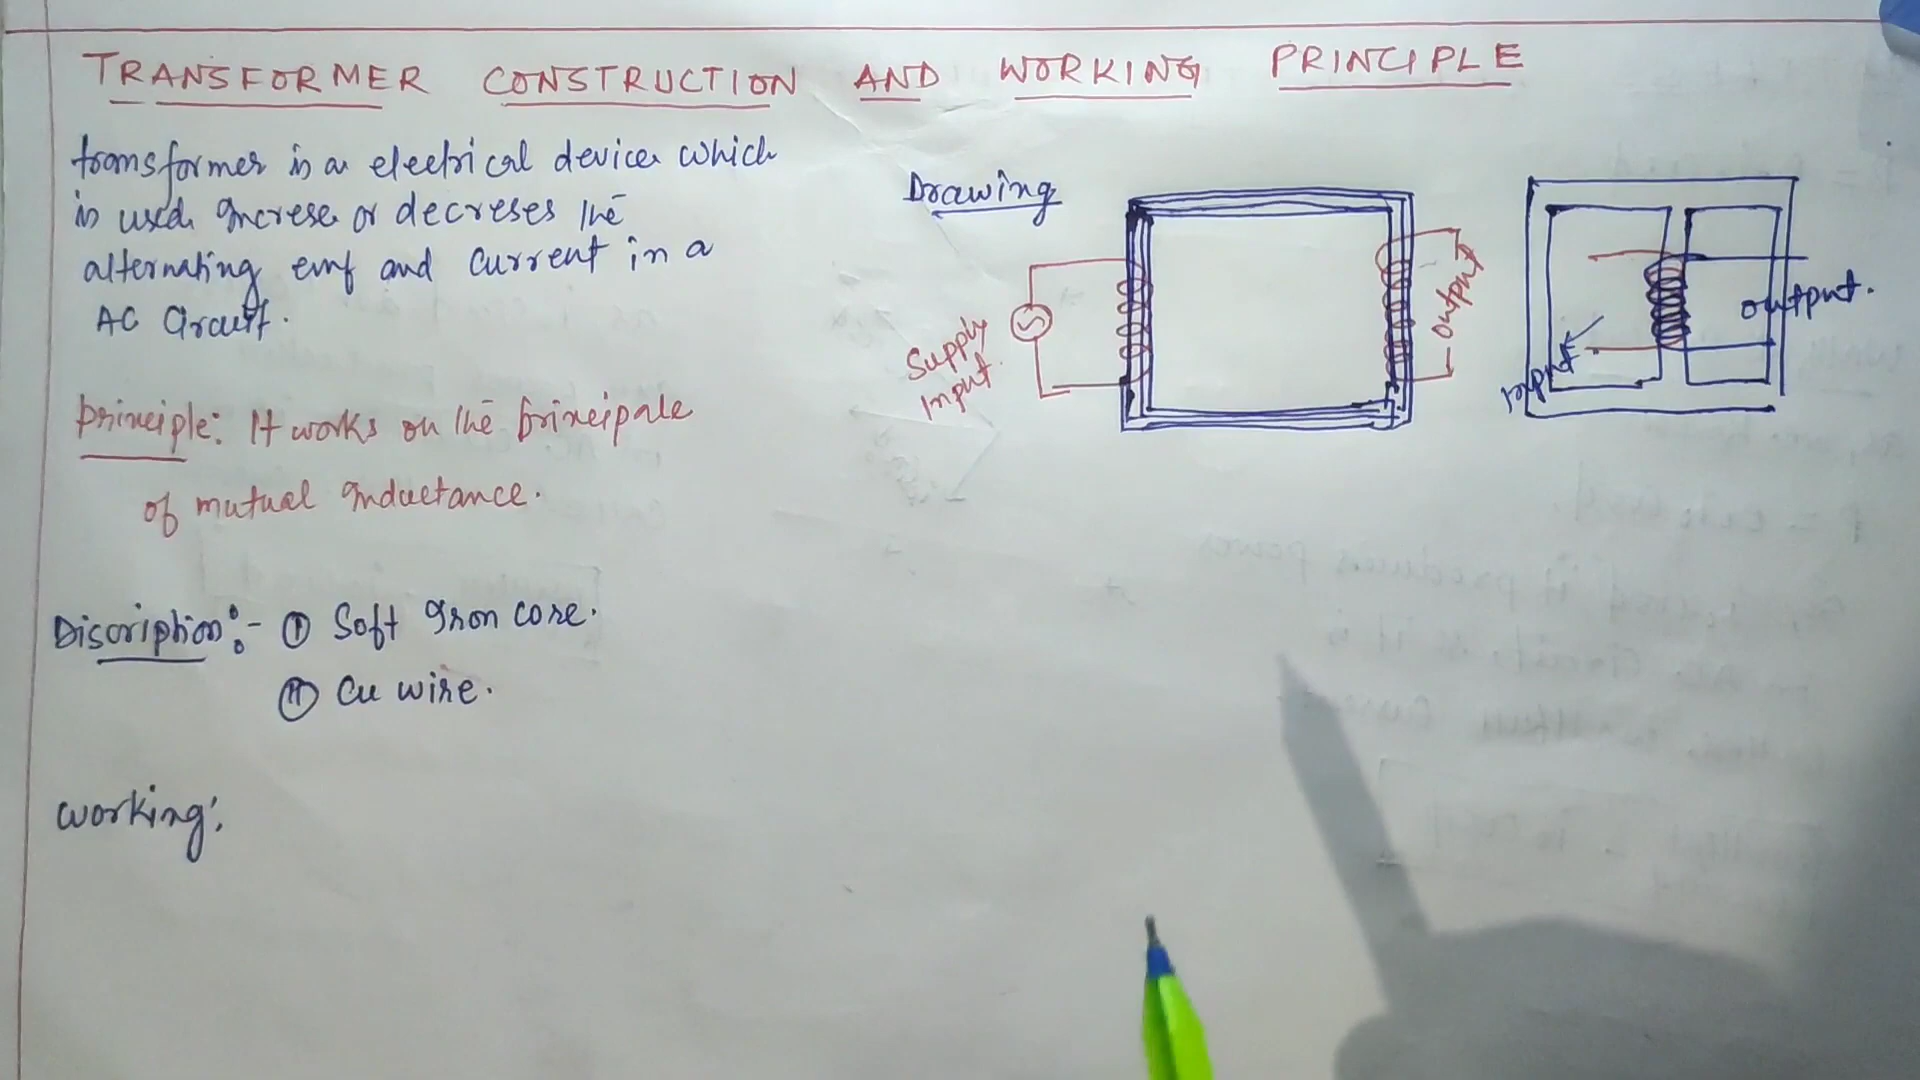 TRANSFORMER CONSTRUCTION AND WORKING PRINCIPLE
transformer is a electrical device which
is used increse or decreses the
alternating emf and current in a
AC Circuit.
Principle: It works on the principale
of mutual inductance.
Discription:- (I) Soft Iron core.
(II) Cu wire.
working:
Drawing
Supply
Input
output
Input
output.